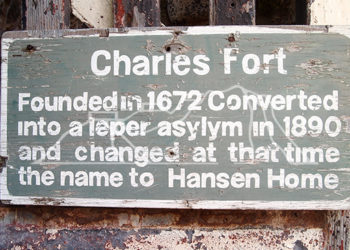 Charles Fort
Founded in 1672 Converted
into a leper asylym in 1890
and changed at that time
the name to Hansen Home